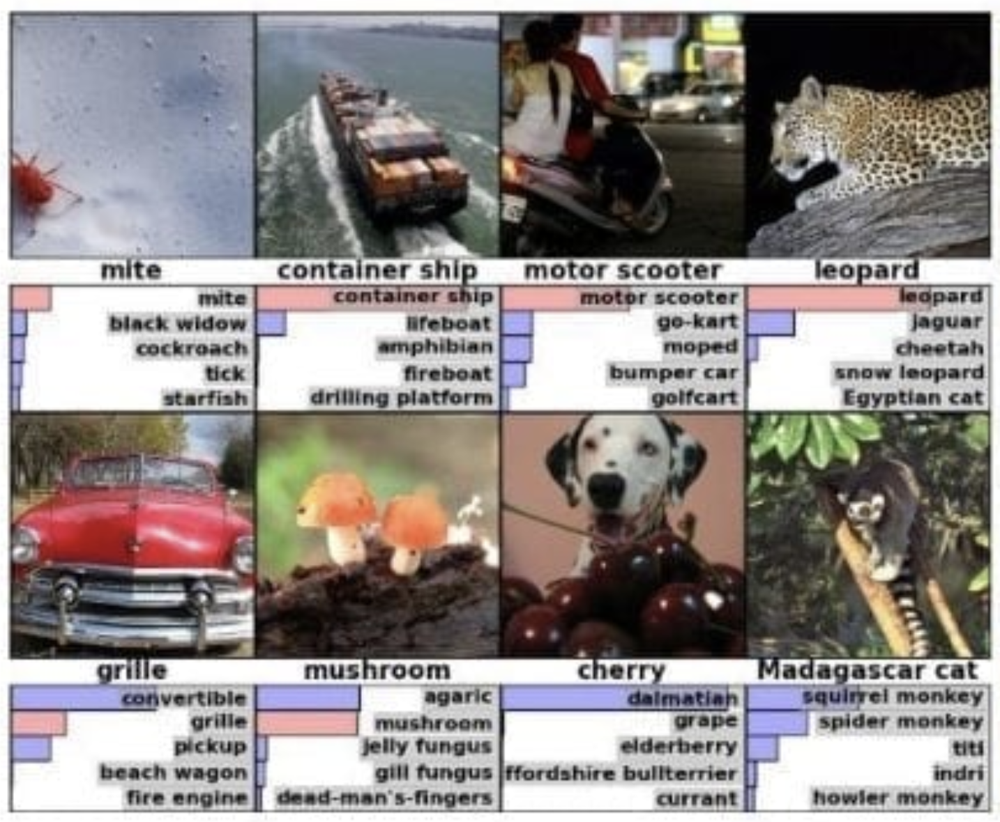 mite
container ship
motor scooter
leopard
mite
black widow
cockroach
tick
starfish
container ship
lifeboat
amphibian
fireboat
drilling platform
motor scooter
go-kart
moped
bumper car
golfcart
leopard
jaguar
cheetah
snow leopard
Egyptian cat
grille
mushroom
cherry
Madagascar cat
convertible
grille
pickup
beach wagon
fire engine
agaric
mushroom
jelly fungus
gill fungus
dead-man's-fingers
dalmatian
grape
elderberry
ffordshire bullterrier
currant
squirrel monkey
spider monkey
titi
indri
howler monkey